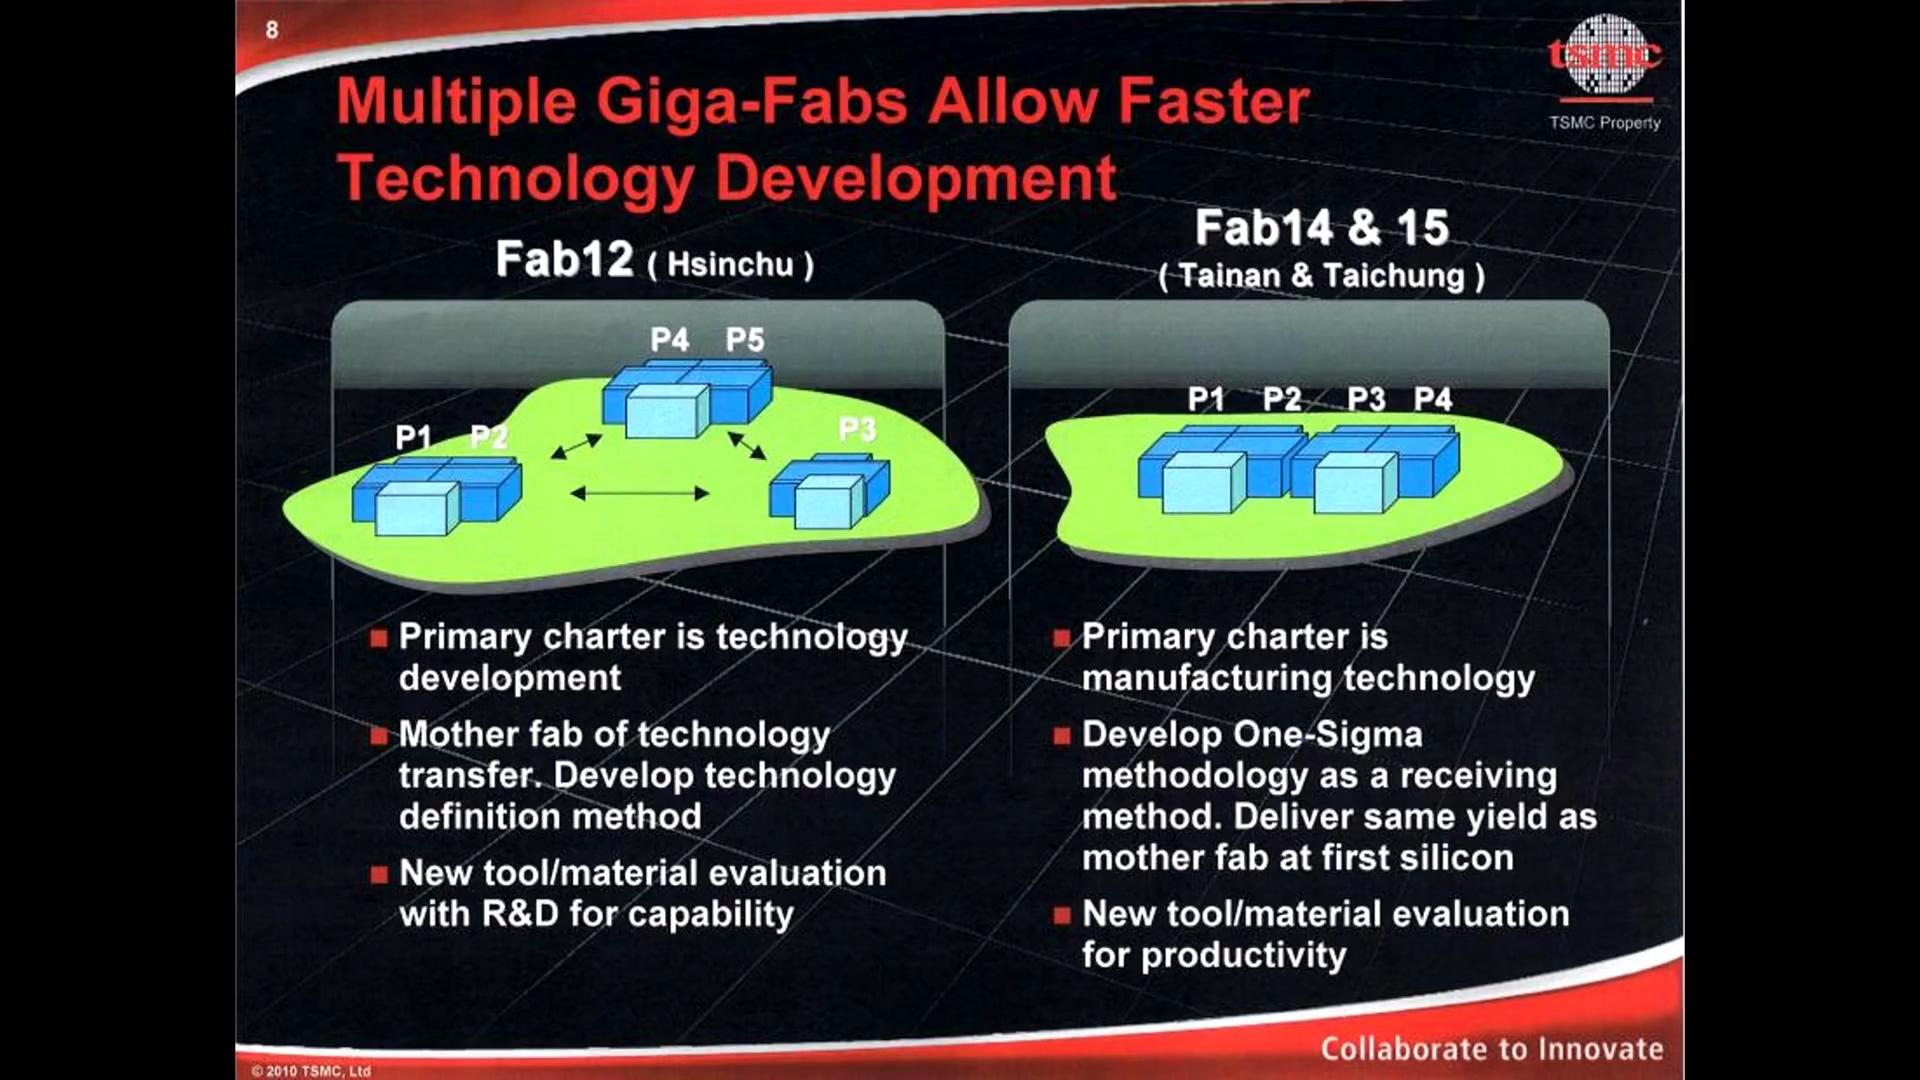 8
tsmc
TSMC Property
Multiple Giga-Fabs Allow Faster
Technology Development
Fab12 ( Hsinchu )
P4 P5
P1 P2
P3
Primary charter is technology
development
Mother fab of technology
transfer. Develop technology
definition method
New tool/material evaluation
with R&D for capability
Fab14 & 15
( Tainan & Taichung )
P1 P2 P3 P4
Primary charter is
manufacturing technology
Develop One-Sigma
methodology as a receiving
method. Deliver same yield as
mother fab at first silicon
New tool/material evaluation
for productivity
Collaborate to Innovate
© 2010 TSMC, Ltd